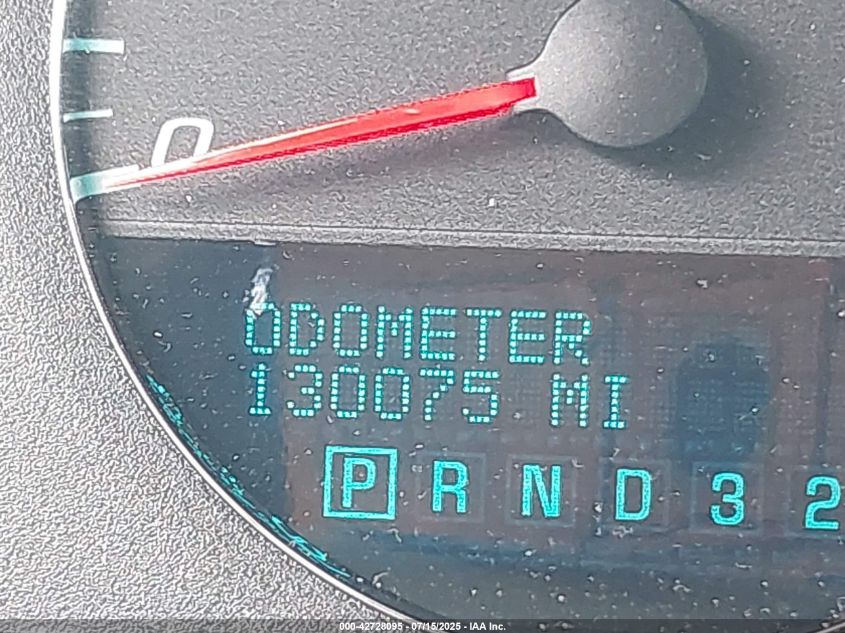 0
ODOMETER
130075 MI
P R N D 3 2
000-42728095 - 07/15/2025 - IAA Inc.